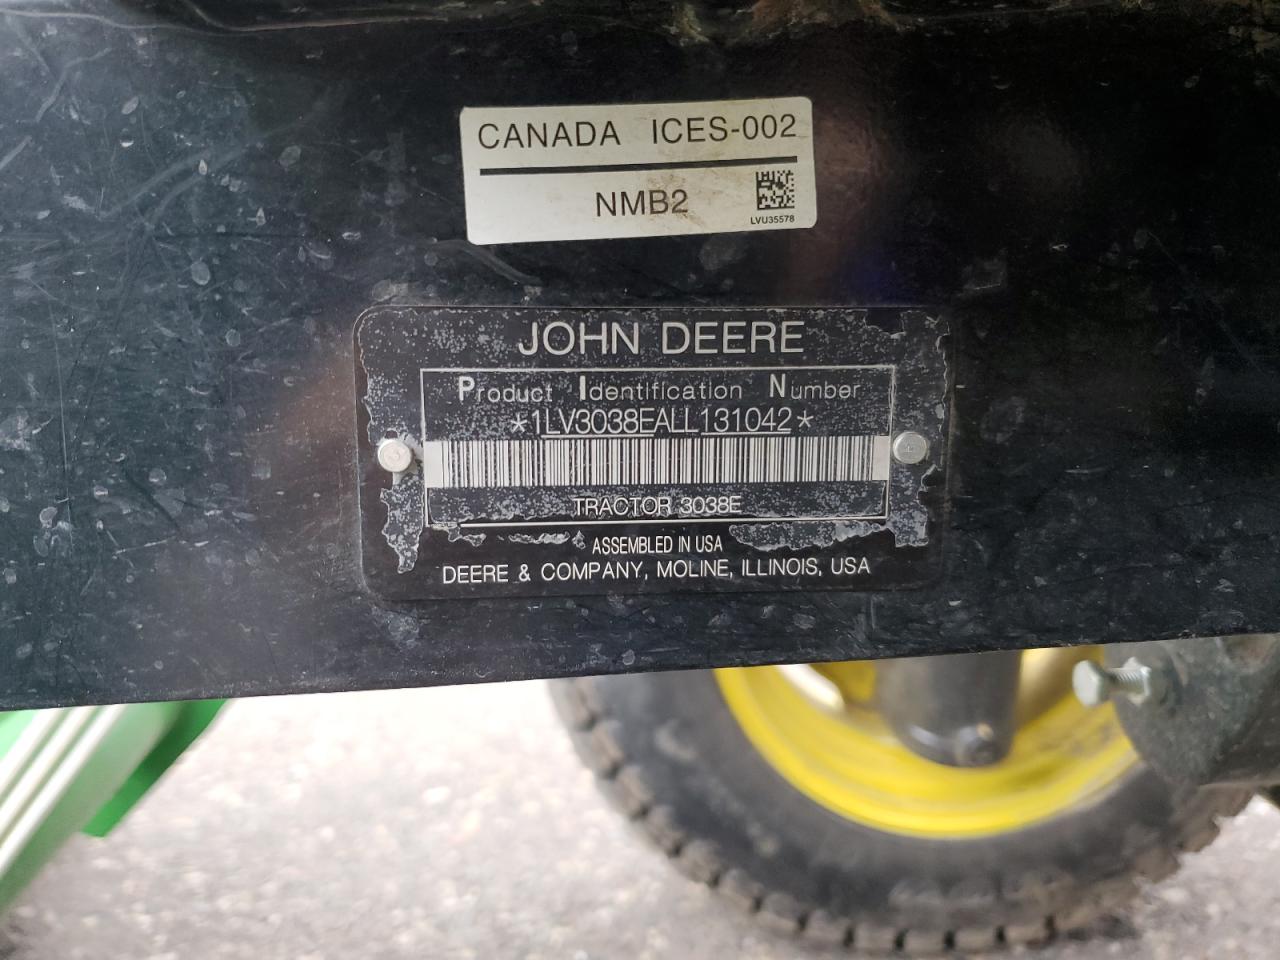 CANADA ICES-002
NMB2
LVU35578
JOHN DEERE
Product Identification Number
*1LV3038EALL131042*
TRACTOR 3038E
ASSEMBLED IN USA
DEERE & COMPANY, MOLINE, ILLINOIS, USA